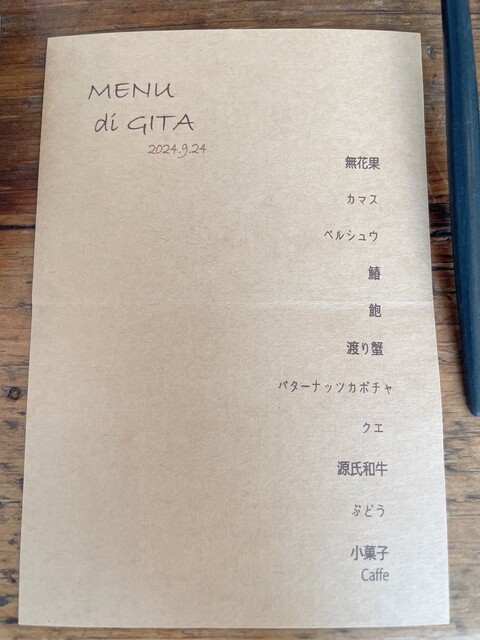 MENU
di GITA
2024.9.24
無花果
カマス
ペルシュウ
鰆
鮑
渡り蟹
バターナッツカボチャ
クエ
源氏和牛
ぶどう
小菓子
Caffe